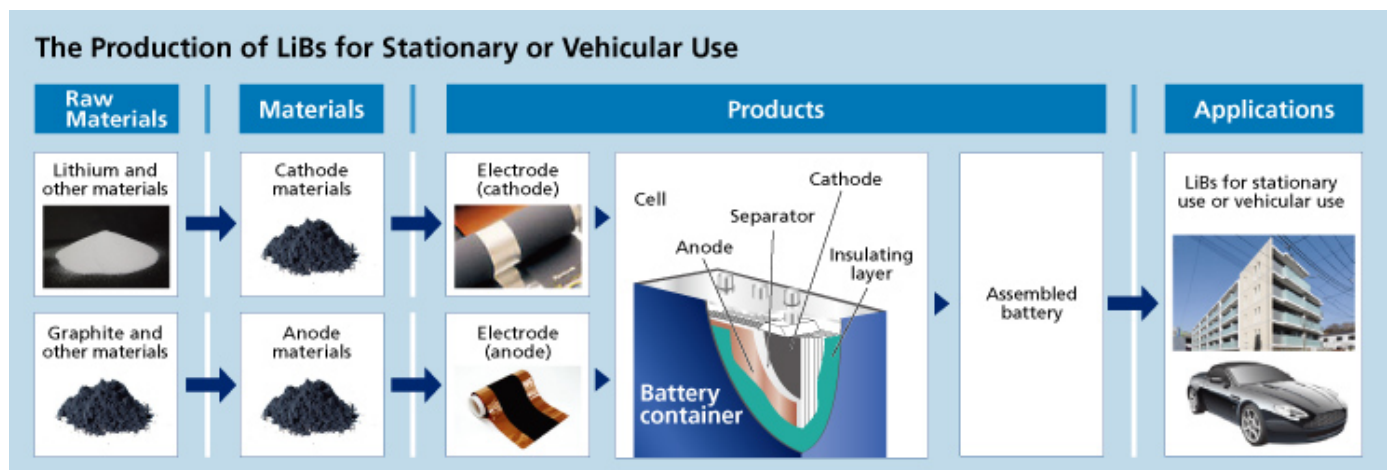 The Production of LiBs for Stationary or Vehicular Use
Raw
Materials
Materials
Products
Applications
Lithium and
other materials
Cathode
materials
Electrode
(cathode)
Cell
Cathode
Separator
Anode
Insulating
layer
Battery
container
Assembled
battery
LiBs for stationary
use or vehicular use
Graphite and
other materials
Anode
materials
Electrode
(anode)